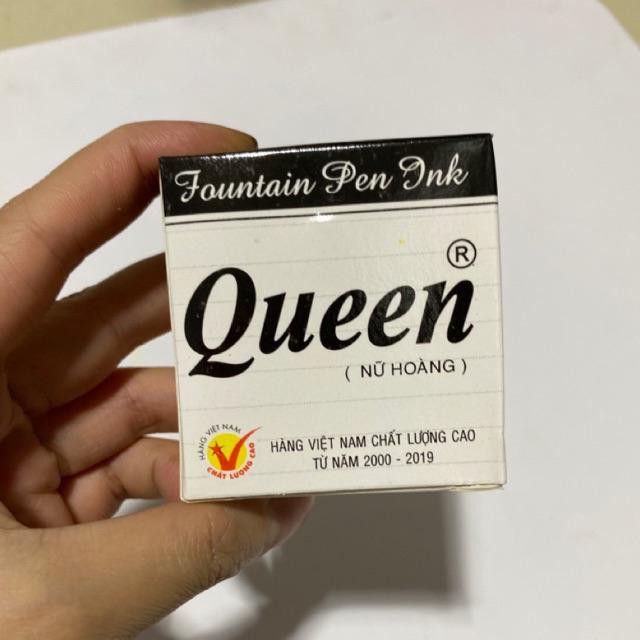 Fountain Pen Ink
Queen®
( NỮ HOÀNG )
HÀNG VIỆT NAM
CHẤT LƯỢNG CAO
HÀNG VIỆT NAM CHẤT LƯỢNG CAO
TỪ NĂM 2000 - 2019